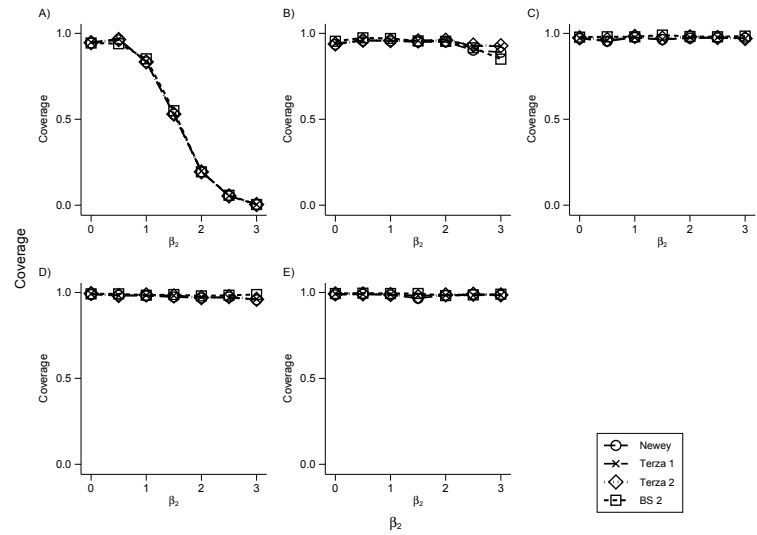 A)
1.0
0.5
0.0
Coverage
0 1 2 3
β2
B)
1.0
0.5
0.0
Coverage
0 1 2 3
β2
C)
1.0
0.5
0.0
Coverage
0 1 2 3
β2
Coverage
D)
1.0
0.5
0.0
Coverage
0 1 2 3
β2
E)
1.0
0.5
0.0
Coverage
0 1 2 3
β2
Newey
Terza 1
Terza 2
BS 2
β2